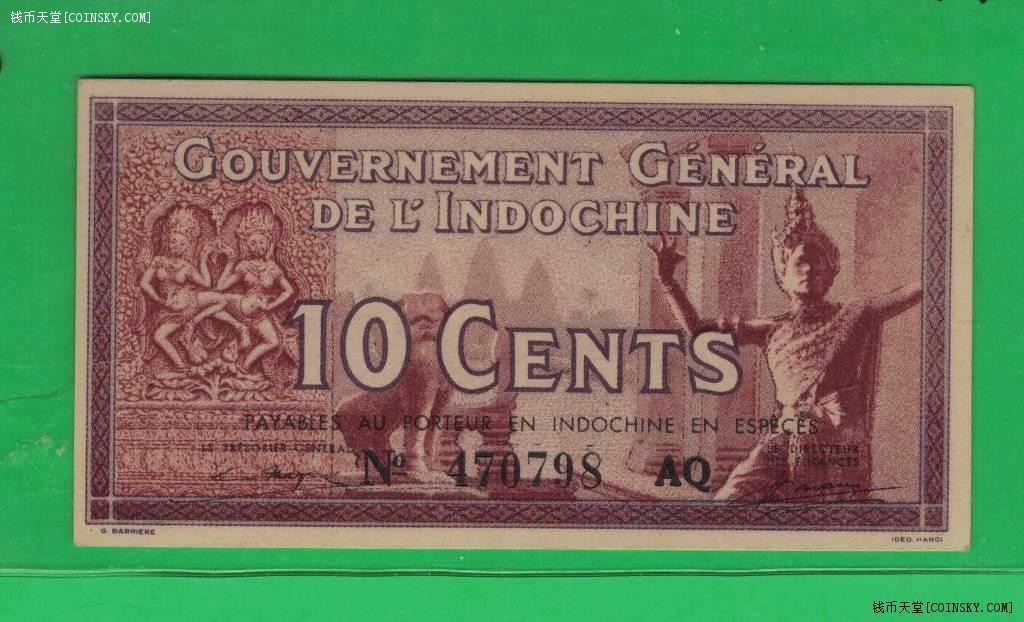 钱币天堂[COINSKY.COM]
GOUVERNEMENT GÉNÉRAL
DE L'INDOCHINE
10 CENTS
PAYABLES AU PORTEUR EN INDOCHINE EN ESPÈCES
LE TRÉSORIER GÉNÉRAL
LE DIRECTEUR
DES FINANCES
Nº 470798 AQ
G. BARRIÈRE
IDEO. HANOI
钱币天堂[COINSKY.COM]